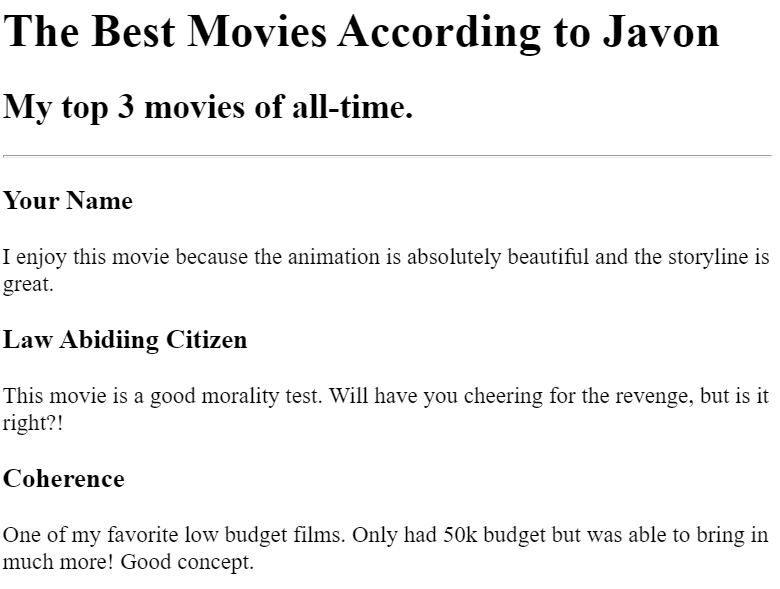 The Best Movies According to Javon
My top 3 movies of all-time.
Your Name
I enjoy this movie because the animation is absolutely beautiful and the storyline is
great.
Law Abidiing Citizen
This movie is a good morality test. Will have you cheering for the revenge, but is it
right?!
Coherence
One of my favorite low budget films. Only had 50k budget but was able to bring in
much more! Good concept.